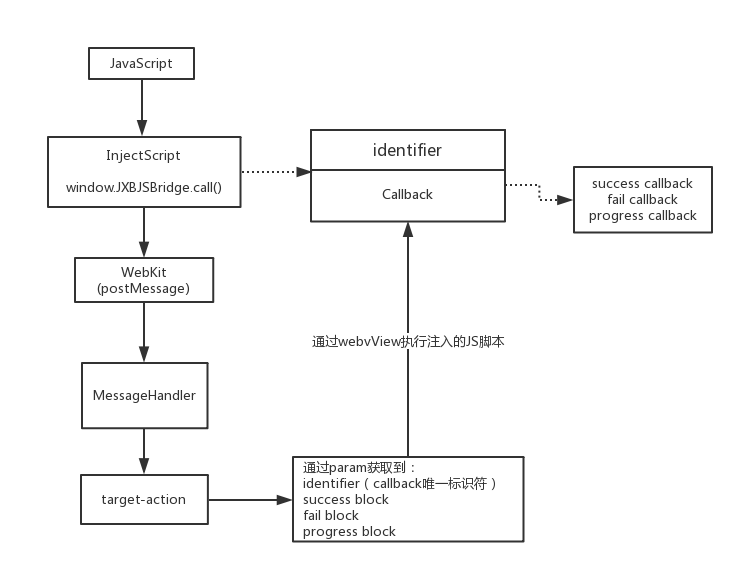 JavaScript
InjectScript
window.JXBJSBridge.call()
identifier
Callback
success callback
fail callback
progress callback
WebKit
(postMessage)
通过webvView执行注入的JS脚本
MessageHandler
target-action
通过param获取到：
identifier（callback唯一标识符）
success block
fail block
progress block